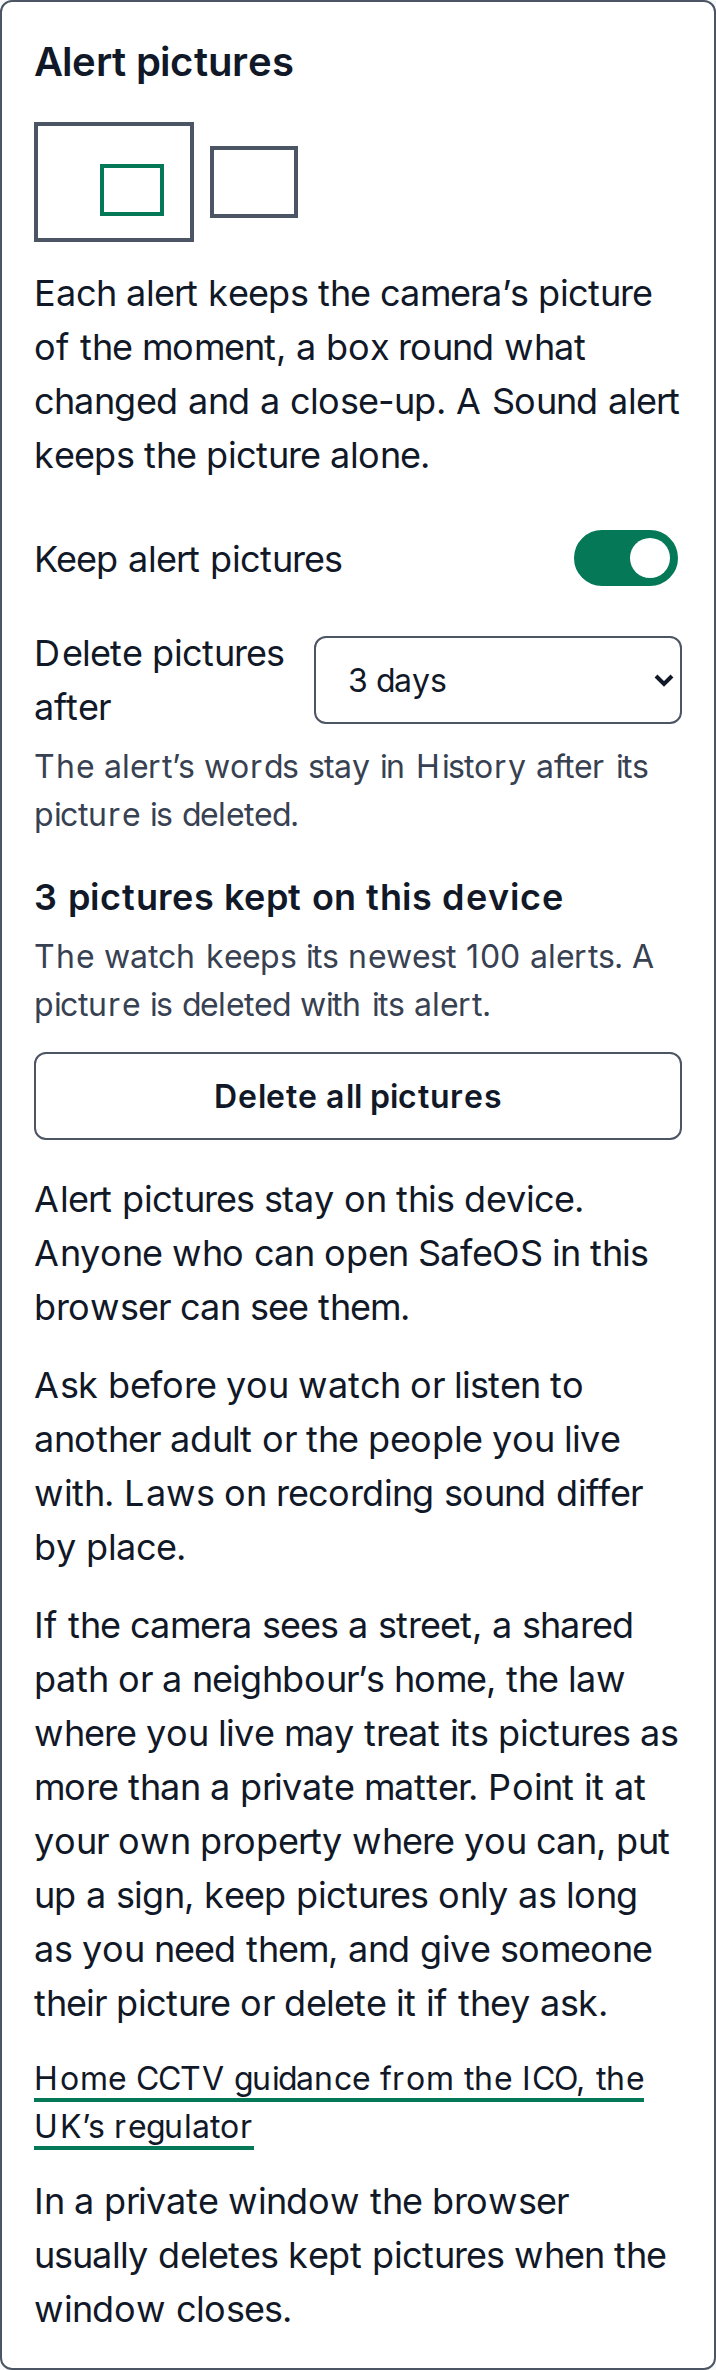 Alert pictures
Each alert keeps the camera’s picture
of the moment, a box round what
changed and a close-up. A Sound alert
keeps the picture alone.
Keep alert pictures
Delete pictures
after
3 days
The alert’s words stay in History after its
picture is deleted.
3 pictures kept on this device
The watch keeps its newest 100 alerts. A
picture is deleted with its alert.
Delete all pictures
Alert pictures stay on this device.
Anyone who can open SafeOS in this
browser can see them.
Ask before you watch or listen to
another adult or the people you live
with. Laws on recording sound differ
by place.
If the camera sees a street, a shared
path or a neighbour’s home, the law
where you live may treat its pictures as
more than a private matter. Point it at
your own property where you can, put
up a sign, keep pictures only as long
as you need them, and give someone
their picture or delete it if they ask.
Home CCTV guidance from the ICO, the
UK’s regulator
In a private window the browser
usually deletes kept pictures when the
window closes.